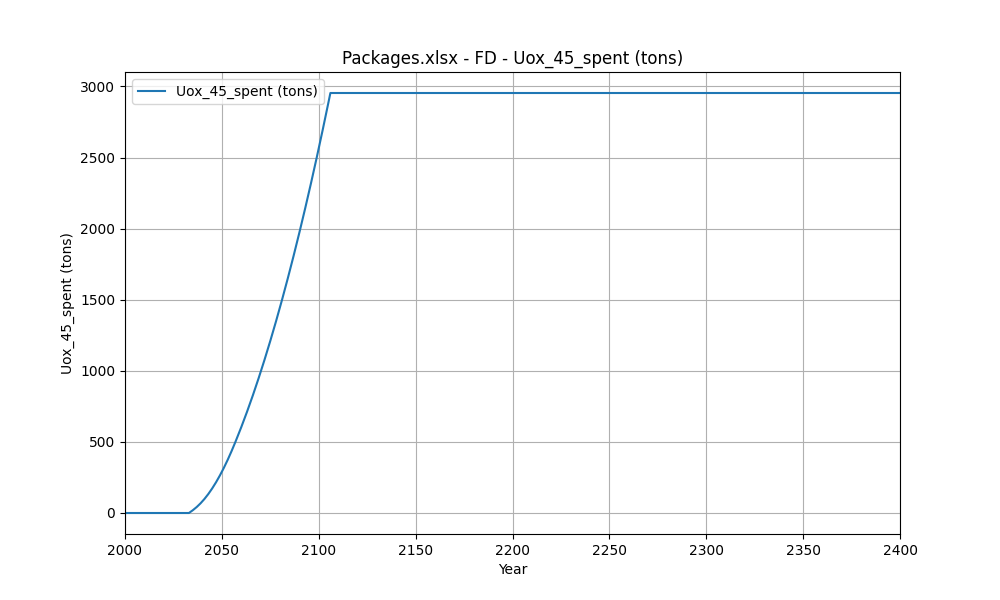 Packages.xlsx - FD - Uox_45_spent (tons)
Uox_45_spent (tons)
3000
2500
2000
1500
1000
500
0
Uox_45_spent (tons)
2000 2050 2100 2150 2200 2250 2300 2350 2400
Year